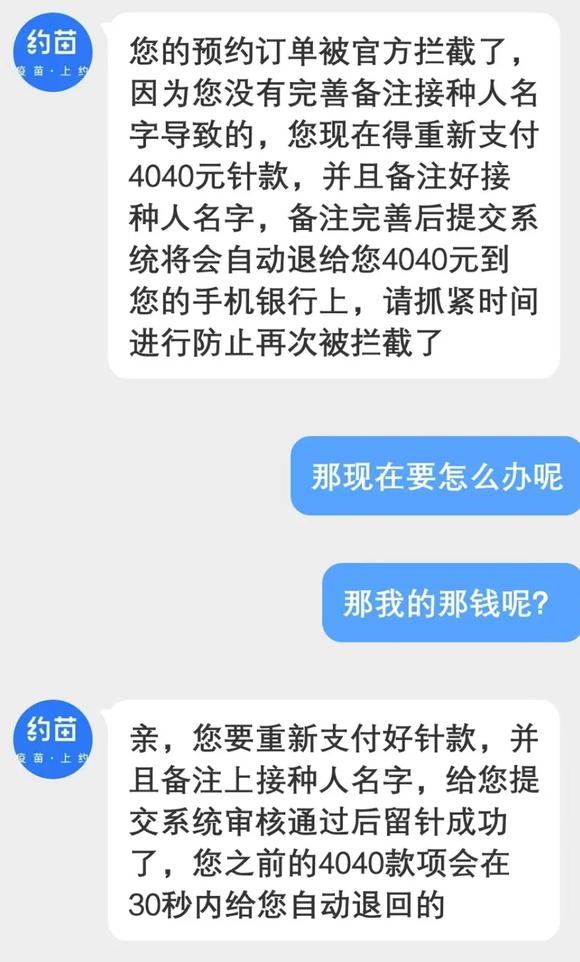 约苗
疫苗·上约
您的预约订单被官方拦截了，
因为您没有完善备注接种人名
字导致的，您现在得重新支付
4040元针款，并且备注好接
种人名字，备注完善后提交系
统将会自动退给您4040元到
您的手机银行上，请抓紧时间
进行防止再次被拦截了
那现在要怎么办呢
那我的那钱呢？
约苗
疫苗·上约
亲，您要重新支付好针款，并
且备注上接种人名字，给您提
交系统审核通过后留针成功
了，您之前的4040款项会在
30秒内给您自动退回的